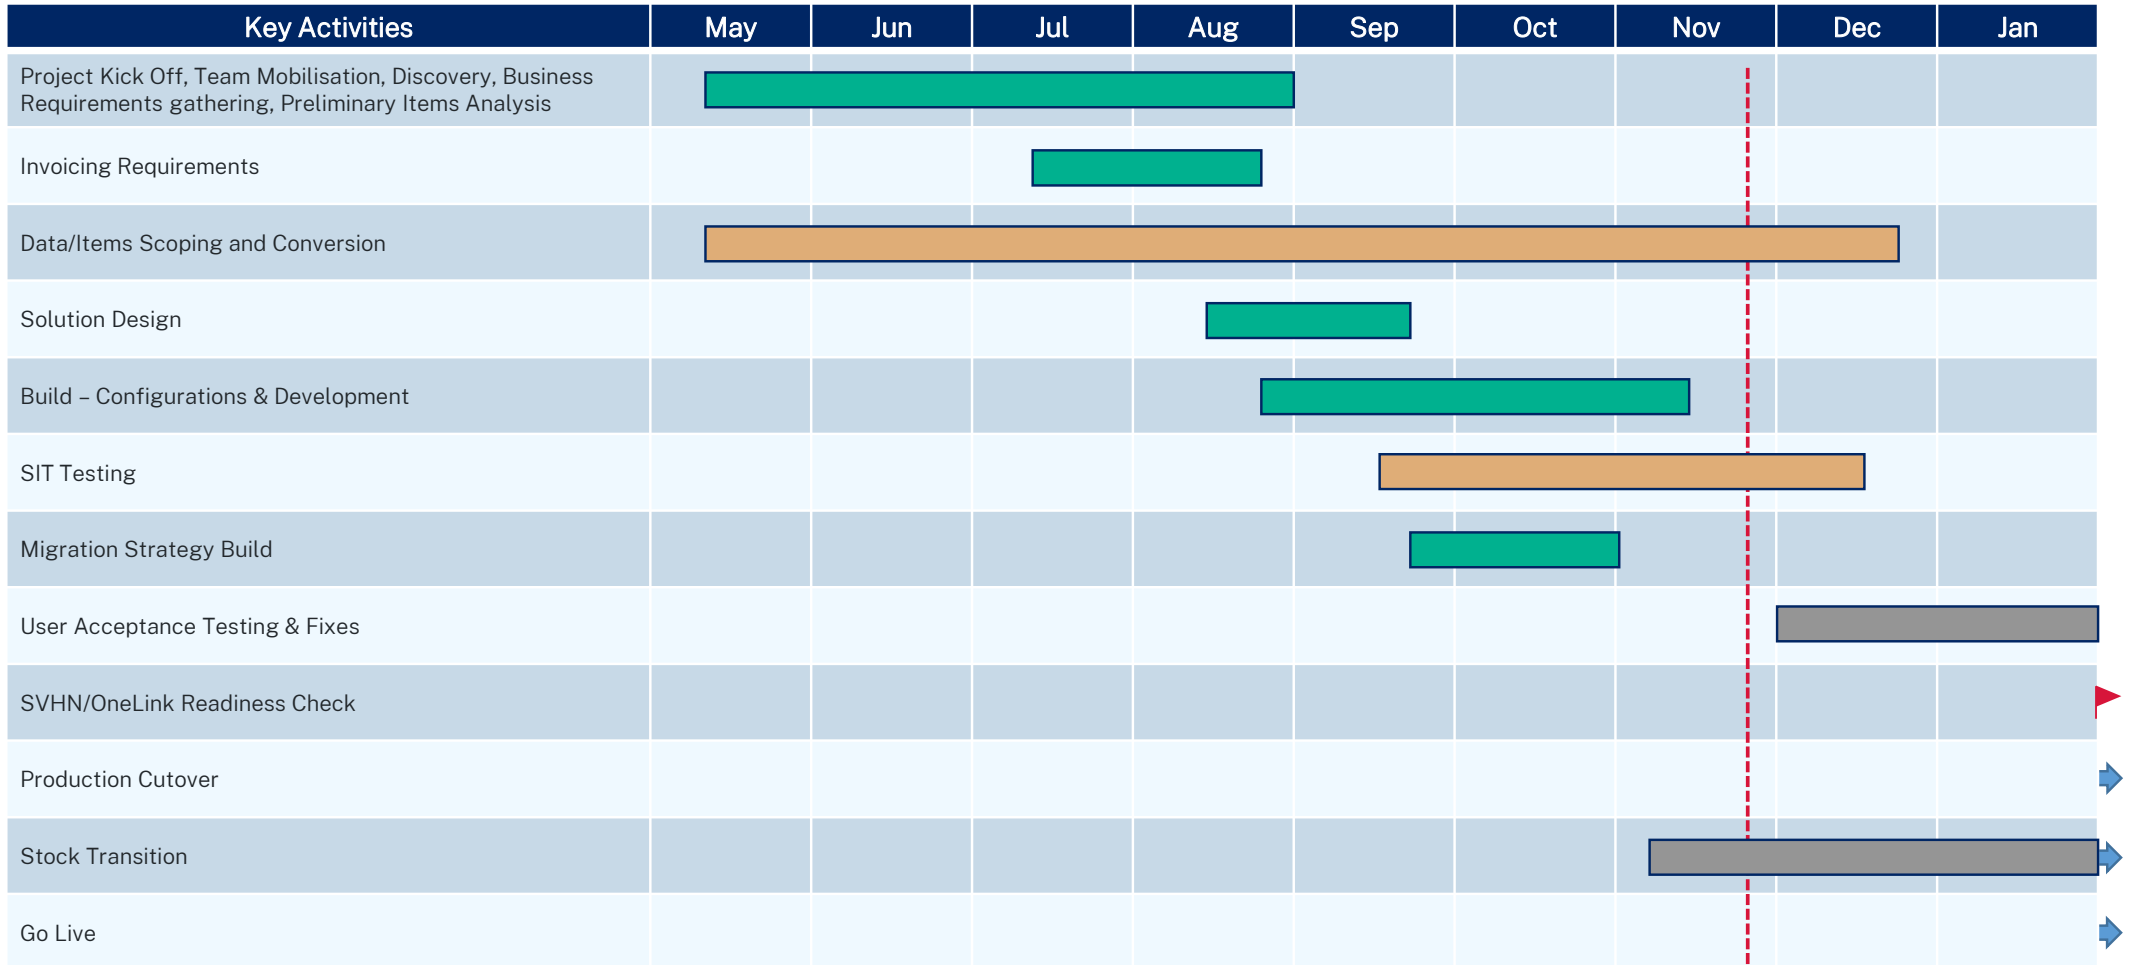 Key Activities May Jun Jul Aug Sep Oct Nov Dec Jan
Project Kick Off, Team Mobilisation, Discovery, Business
Requirements gathering, Preliminary Items Analysis
Invoicing Requirements
Data/Items Scoping and Conversion
Solution Design
Build – Configurations & Development
SIT Testing
Migration Strategy Build
User Acceptance Testing & Fixes
SVHN/OneLink Readiness Check
Production Cutover
Stock Transition
Go Live